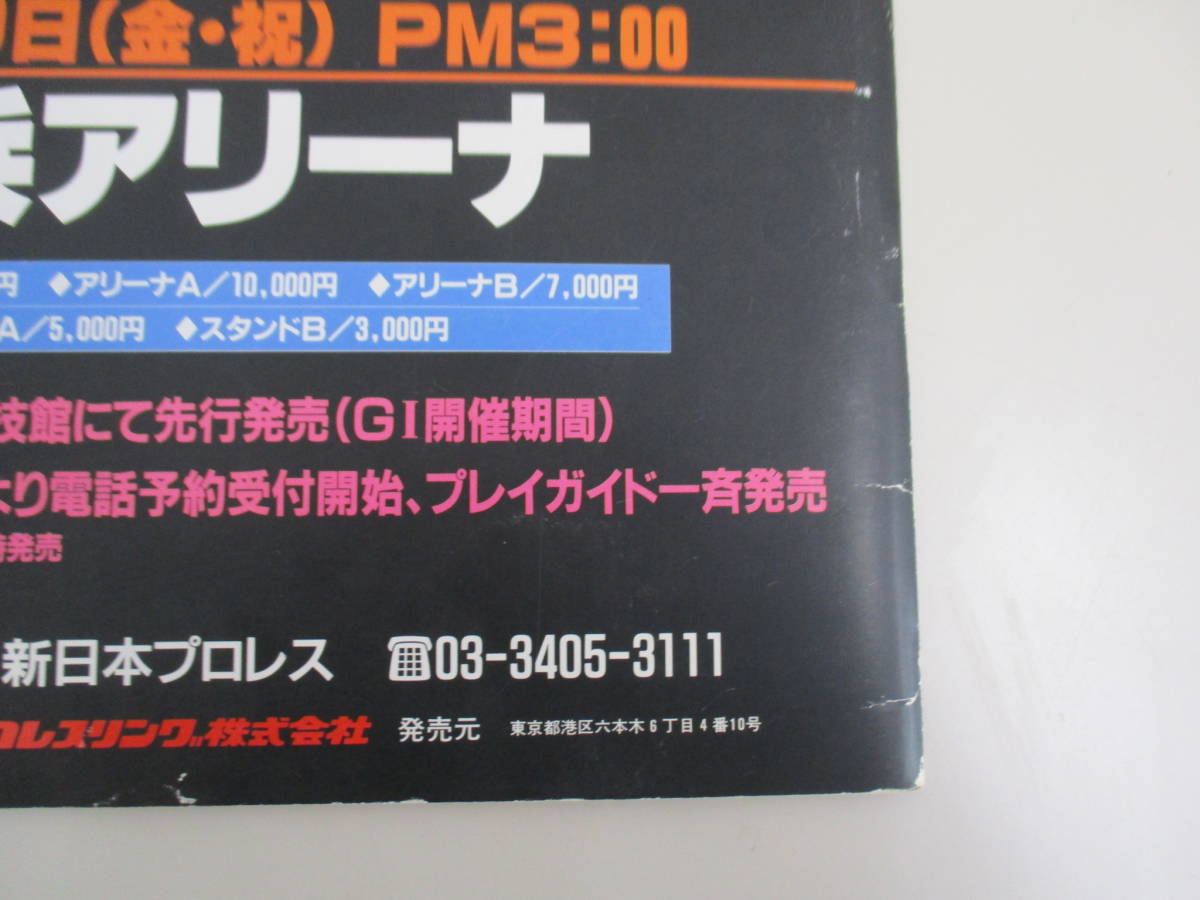 日(金・祝) PM3:00
アリーナ
円 ◆アリーナA/10,000円 ◆アリーナB/7,000円
A/5,000円 ◆スタンドB/3,000円
技館にて先行発売(GI開催期間)
より電話予約受付開始、プレイガイド一斉発売
発売
新日本プロレス ☎03-3405-3111
ロレスリング株式会社 発売元 東京都港区六本木6丁目4番10号